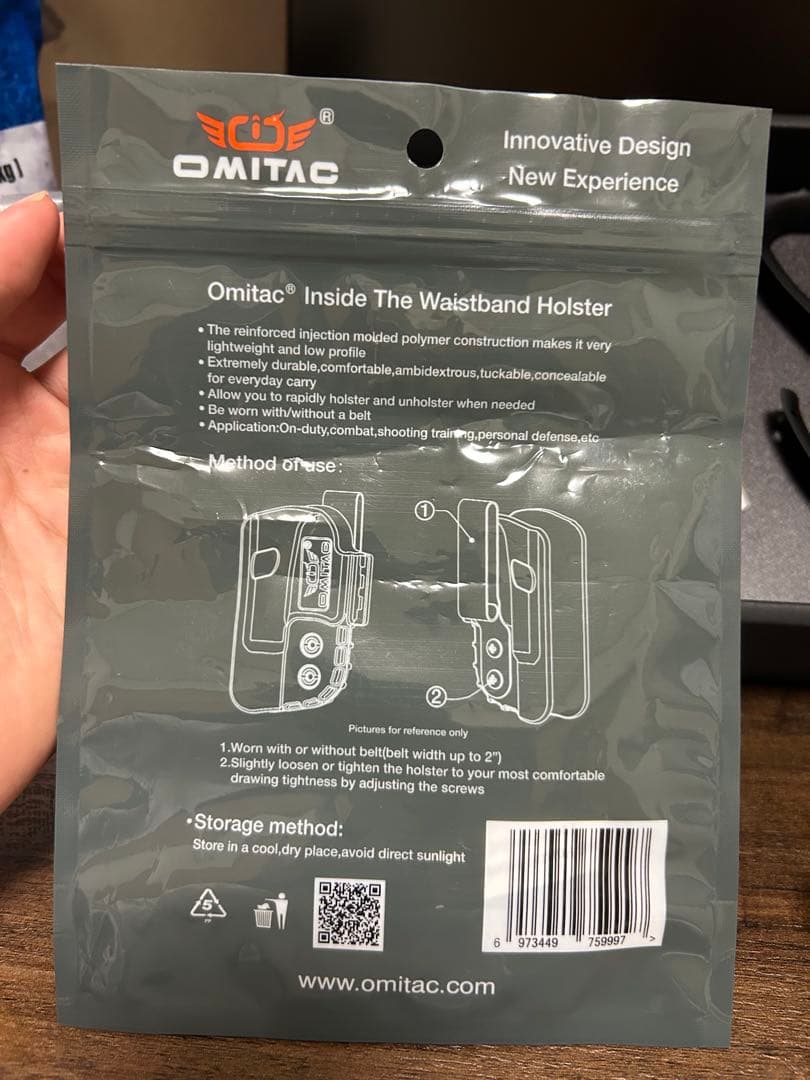 OMITAC®
Innovative Design
New Experience
Omitac® Inside The Waistband Holster
• The reinforced injection molded polymer construction makes it very
lightweight and low profile
• Extremely durable,comfortable,ambidextrous,tuckable,concealable
for everyday carry
• Allow you to rapidly holster and unholster when needed
• Be worn with/without a belt
• Application:On-duty,combat,shooting training,personal defense,etc
Method of use:
OMITAC
①
②
Pictures for reference only
1.Worn with or without belt(belt width up to 2")
2.Slightly loosen or tighten the holster to your most comfortable
drawing tightness by adjusting the screws
•Storage method:
Store in a cool,dry place,avoid direct sunlight
5
PP
6 973449 759997 >
www.omitac.com